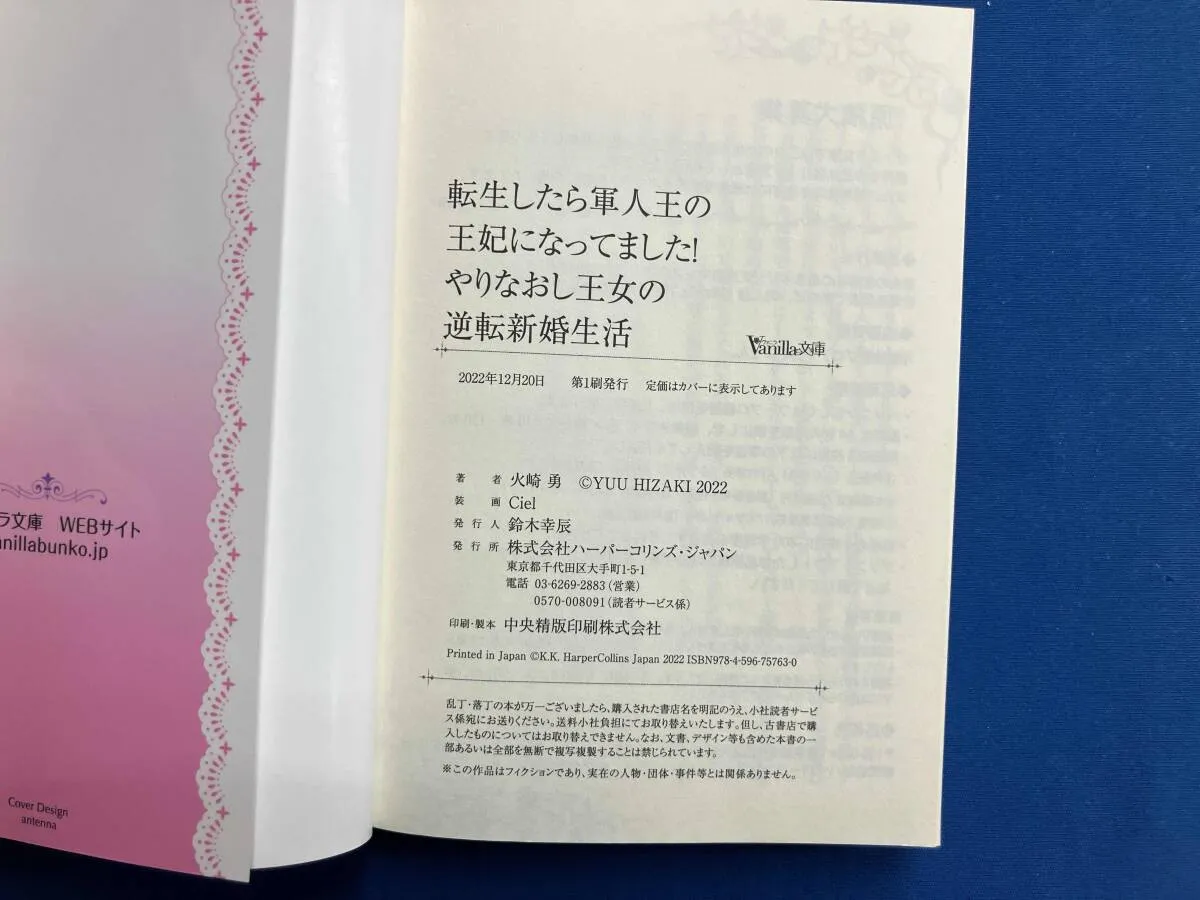 転生したら軍人王の
王妃になってました!
やりなおし王女の
逆転新婚生活
Vanilla文庫
2022年12月20日 第1刷発行 定価はカバーに表示してあります
著者 火崎 勇 ©YUU HIZAKI 2022
装画 Ciel
発行人 鈴木幸辰
発行所 株式会社ハーパーコリンズ・ジャパン
東京都千代田区大手町1-5-1
電話 03-6269-2883(営業)
0570-008091(読者サービス係)
印刷・製本 中央精版印刷株式会社
Printed in Japan ©K.K. HarperCollins Japan 2022 ISBN978-4-596-75763-0
乱丁・落丁の本が万一ございましたら、購入された書店名を明記のうえ、小社読者サービ
ス係宛にお送りください。送料小社負担にてお取り替えいたします。但し、古書店で購
入したものについてはお取り替えできません。なお、文書、デザイン等も含めた本書の一
部あるいは全部を無断で複写複製することは禁じられています。
※この作品はフィクションであり、実在の人物・団体・事件等とは関係ありません。
ラ文庫 WEBサイト
anillabunko.jp
Cover Design
antenna